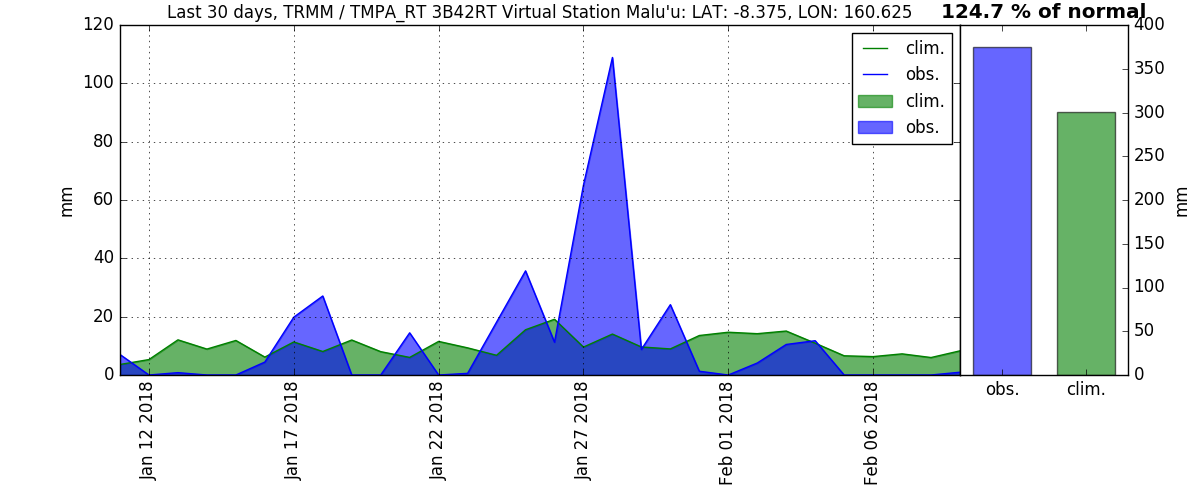 Last 30 days, TRMM / TMPA_RT 3B42RT Virtual Station Malu'u: LAT: -8.375, LON: 160.625
124.7 % of normal
120
100
80
60
40
20
0
mm
clim.
obs.
clim.
obs.
Jan 12 2018
Jan 17 2018
Jan 22 2018
Jan 27 2018
Feb 01 2018
Feb 06 2018
400
350
300
250
200
150
100
50
0
mm
obs.
clim.